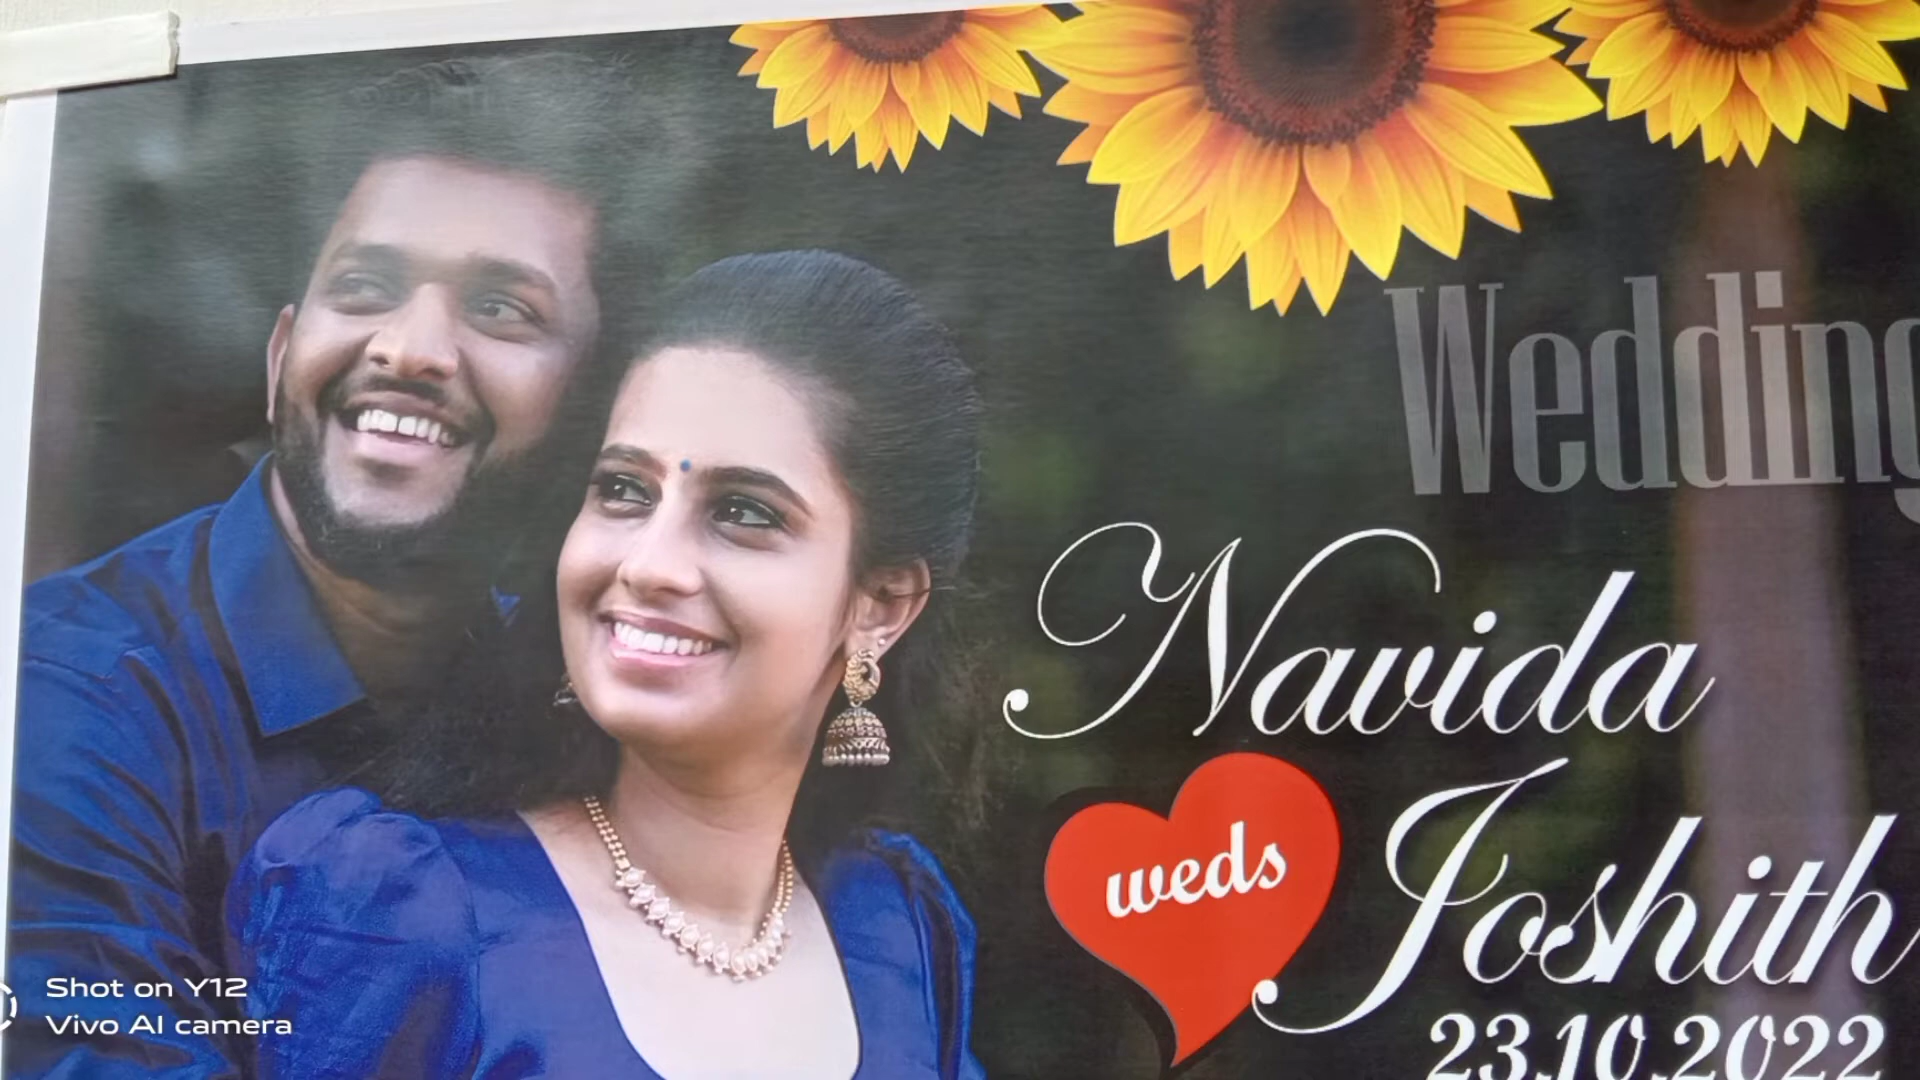 Wedding
Navida
weds
Joshith
23.10.2022
Shot on Y12
Vivo AI camera